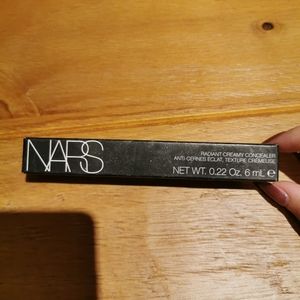 NARS
RADIANT CREAMY CONCEALER
ANTI-CERNES ÉCLAT, TEXTURE CRÉMEUSE
NET WT. 0.22 Oz. 6 mL ℮